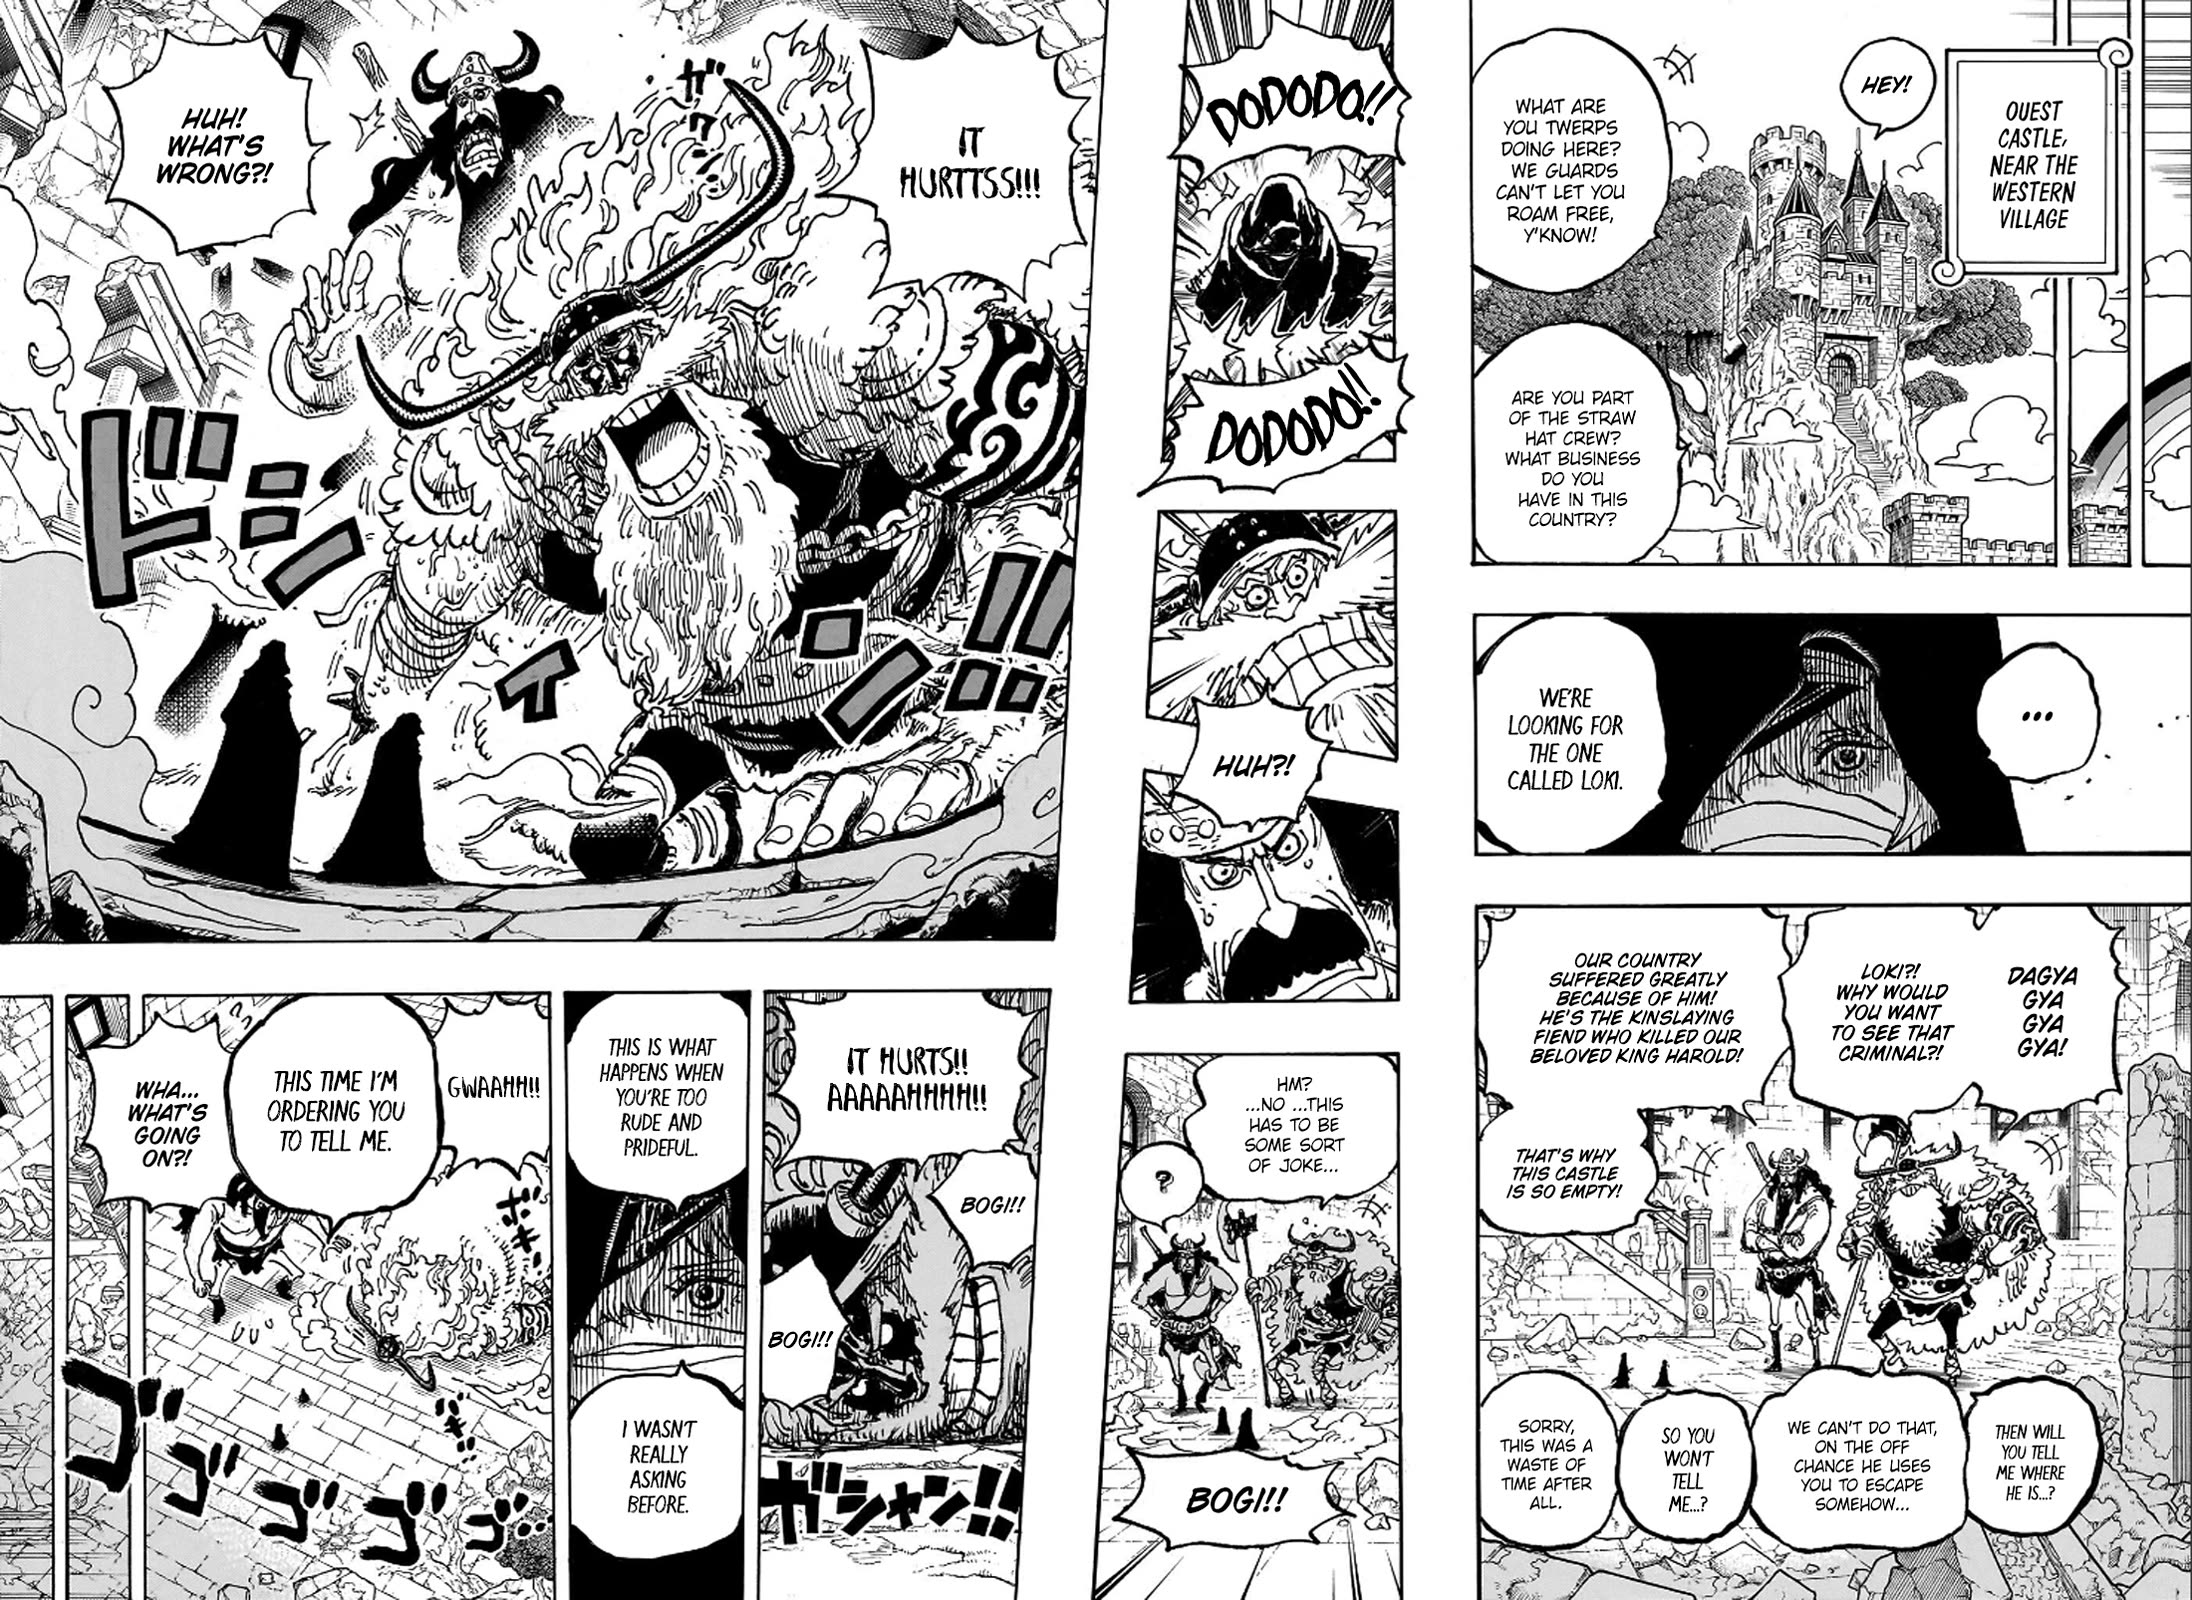 OUEST
CASTLE,
NEAR THE
WESTERN
VILLAGE
HEY!
WHAT ARE
YOU TWERPS
DOING HERE?
WE GUARDS
CAN'T LET YOU
ROAM FREE,
Y'KNOW!
ARE YOU PART
OF THE STRAW
HAT CREW?
WHAT BUSINESS
DO YOU
HAVE IN THIS
COUNTRY?
...
WE'RE
LOOKING FOR
THE ONE
CALLED LOKI.
DAGYA
GYA
GYA
GYA!
LOKI?!
WHY WOULD
YOU WANT
TO SEE THAT
CRIMINAL?!
OUR COUNTRY
SUFFERED GREATLY
BECAUSE OF HIM!
HE'S THE KINSLAYING
FIEND WHO KILLED OUR
BELOVED KING HAROLD!
THAT'S WHY
THIS CASTLE
IS SO EMPTY!
THEN WILL
YOU TELL
ME WHERE
HE IS...?
WE CAN'T DO THAT,
ON THE OFF
CHANCE HE USES
YOU TO ESCAPE
SOMEHOW...
SO YOU
WON'T
TELL
ME...?
SORRY,
THIS WAS A
WASTE OF
TIME AFTER
ALL.
DODODO!!
DODODO!!
HUH?!
HM?
...NO ...THIS
HAS TO BE
SOME SORT
OF JOKE...
?
BOGI!!
IT
HURTTSS!!!
ガクン
HUH!
WHAT'S
WRONG?!
ドシィン!!
IT HURTS!!
AAAAAHHHHH!!
BOGI!!
BOGI!!
ガシャン!!
THIS IS WHAT
HAPPENS WHEN
YOU'RE TOO
RUDE AND
PRIDEFUL.
I WASN'T
REALLY
ASKING
BEFORE.
GWAAHH!!
THIS TIME I'M
ORDERING YOU
TO TELL ME.
WHA...
WHAT'S
GOING
ON?!
ゴゴゴゴゴ